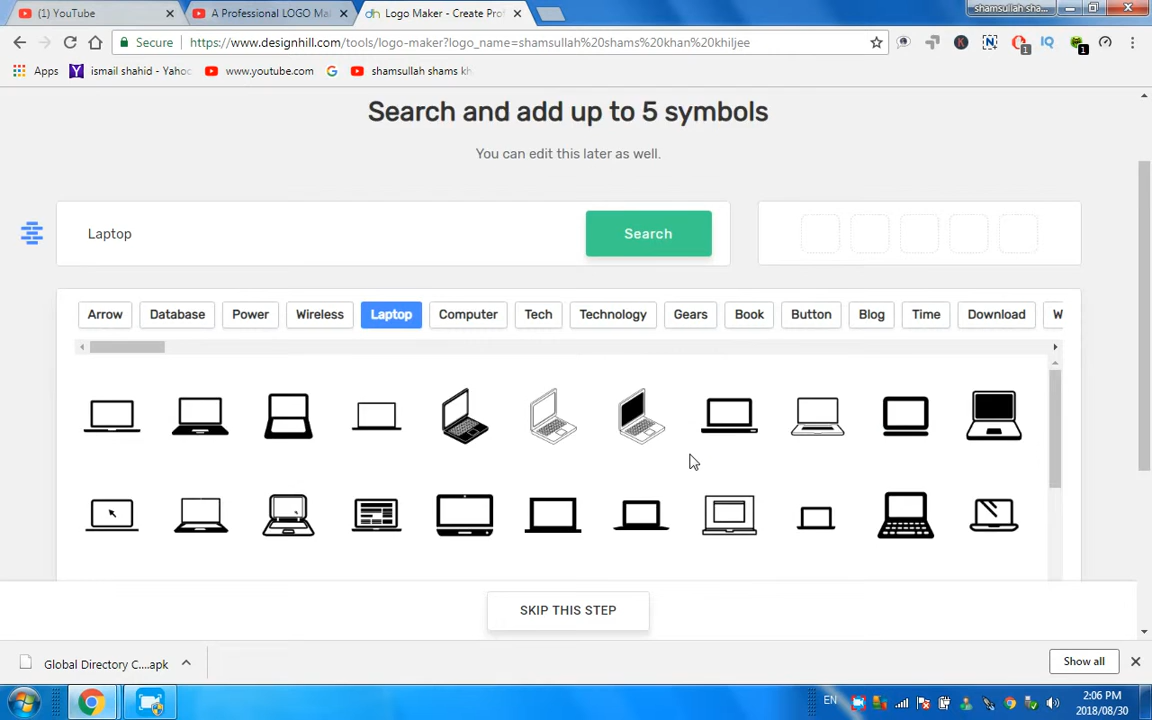 (1) YouTube
A Professional LOGO Ma
Logo Maker - Create Pro
shamsullah sha...
Secure
https://www.designhill.com/tools/logo-maker?logo_name=shamsullah%20shams%20khan%20khiljee
Apps
ismail shahid - Yahoo
www.youtube.com
shamsullah shams kh
Search and add up to 5 symbols
You can edit this later as well.
Laptop
Search
Arrow
Database
Power
Wireless
Laptop
Computer
Tech
Technology
Gears
Book
Button
Blog
Time
Download
W
SKIP THIS STEP
Global Directory C....apk
Show all
EN
2:06 PM
2018/08/30